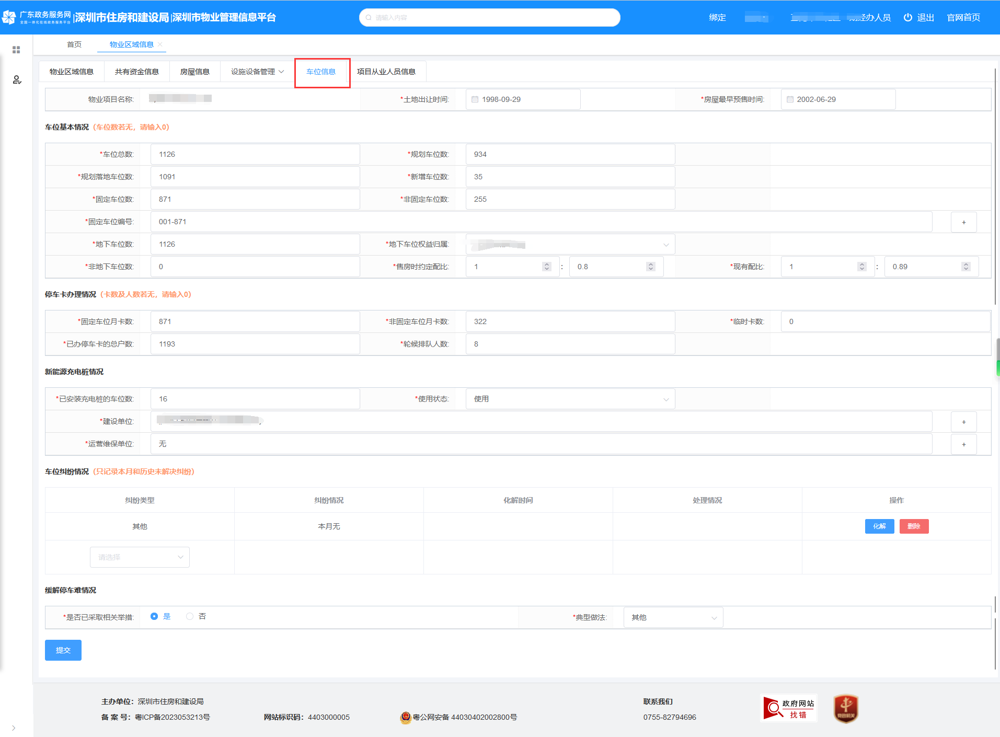 广东政务服务网
全国一体化在线政务服务平台
|深圳市住房和建设局|深圳市物业管理信息平台
请输入内容
绑定
经办人员
退出
官网首页
首页
物业区域信息
物业区域信息
共有资金信息
房屋信息
设施设备管理
车位信息
项目从业人员信息
物业项目名称:
*土地出让时间:
1998-09-29
*房屋最早预售时间:
2002-06-29
车位基本情况（车位数若无，请输入0）
*车位总数:
1126
*规划车位数:
934
*规划落地车位数:
1091
*新增车位数:
35
*固定车位数:
871
*非固定车位数:
255
*固定车位编号:
001-871
+
*地下车位数:
1126
*地下车位权益归属:
*非地下车位数:
0
*售房时约定配比:
1
:
0.8
*现有配比:
1
:
0.89
停车卡办理情况（卡数及人数若无，请输入0）
*固定车位月卡数:
871
*非固定车位月卡数:
322
*临时卡数:
0
*已办停车卡的总户数:
1193
*轮候排队人数:
8
新能源充电桩情况
*已安装充电桩的车位数:
16
*使用状态:
使用
*建设单位:
+
*运营维保单位:
无
+
车位纠纷情况（只记录本月和历史未解决纠纷）
纠纷类型
纠纷情况
化解时间
处理情况
操作
其他
本月无
化解
删除
请选择
缓解停车难情况
*是否已采取相关举措:
是
否
*典型做法:
其他
提交
主办单位：深圳市住房和建设局
备 案 号：粤ICP备2023053213号
网站标识码：4403000005
粤公网安备 44030402002800号
联系我们
0755-82794696
政府网站
找错
党政机关